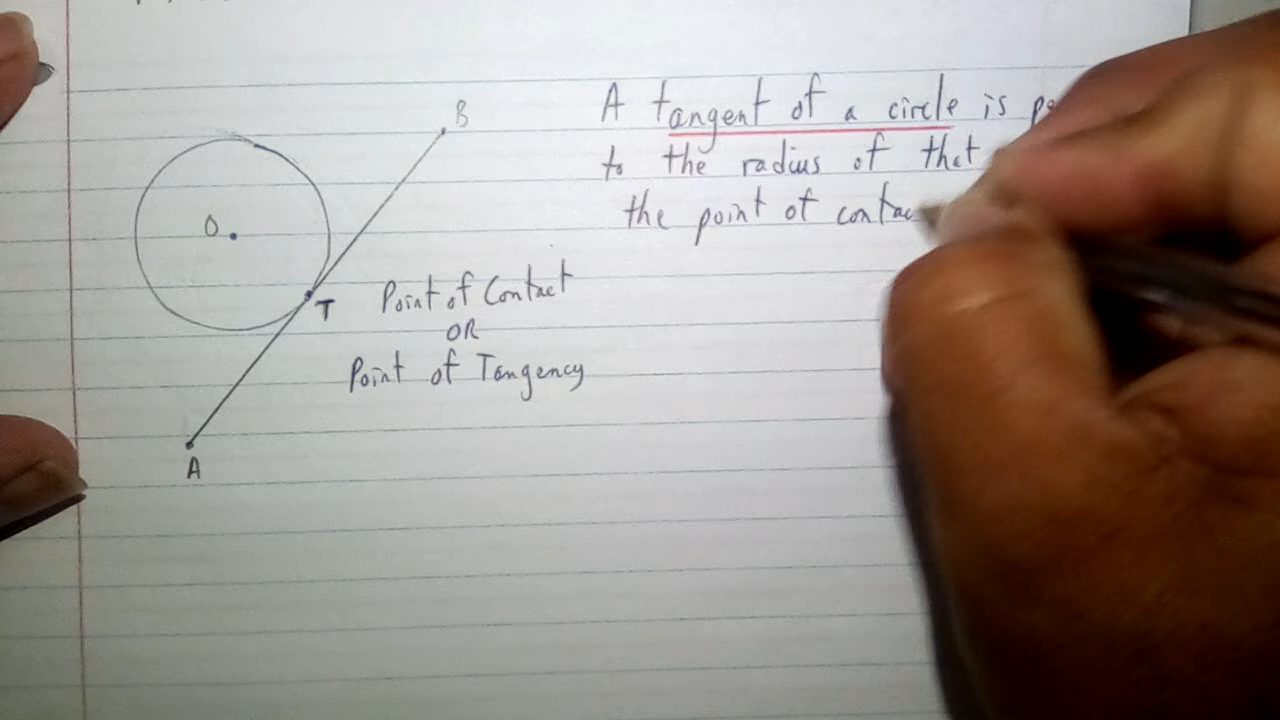 B
O
T
A
Point of Contact
OR
Point of Tangency
A tangent of a circle is
to the radius of that
the point of contac